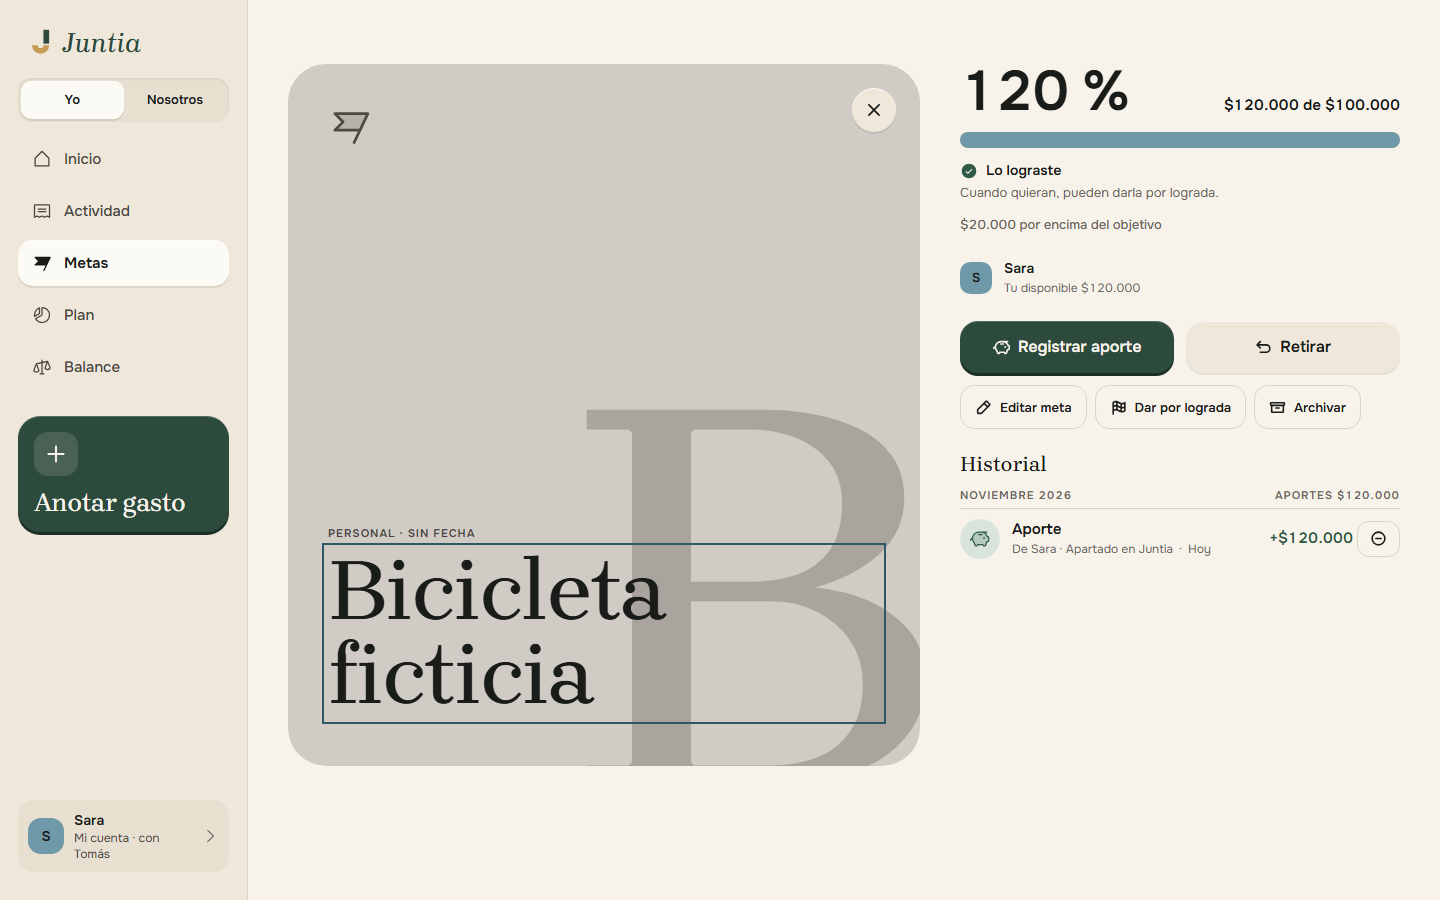 Juntia
Yo
Nosotros
Inicio
Actividad
Metas
Plan
Balance
Anotar gasto
S
Sara
Mi cuenta · con
Tomás
B
PERSONAL · SIN FECHA
Bicicleta
ficticia
120 %
$120.000 de $100.000
Lo lograste
Cuando quieran, pueden darla por lograda.
$20.000 por encima del objetivo
S
Sara
Tu disponible $120.000
Registrar aporte
Retirar
Editar meta
Dar por lograda
Archivar
Historial
NOVIEMBRE 2026
APORTES $120.000
Aporte
De Sara · Apartado en Juntia · Hoy
+$120.000